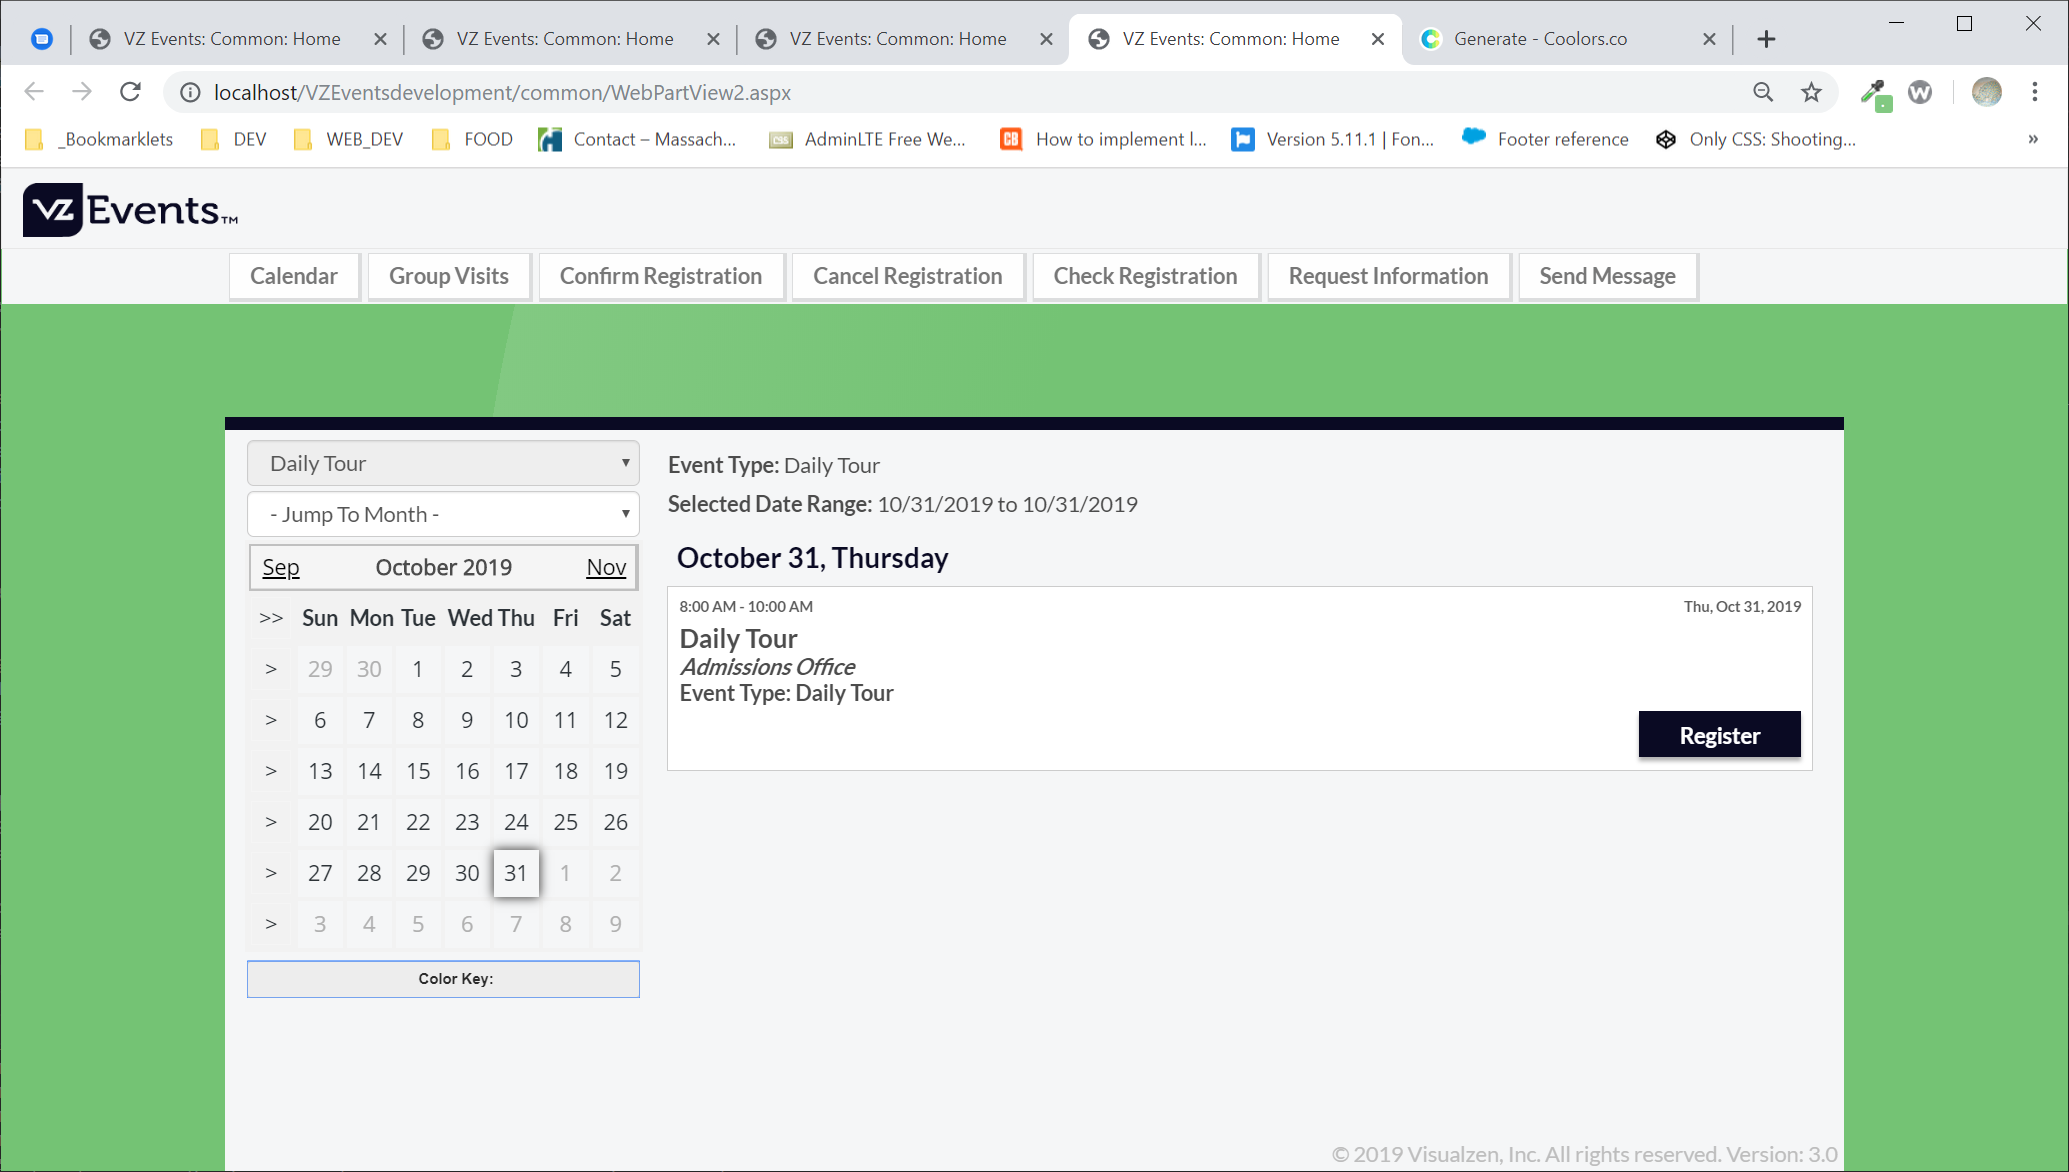 VZ Events: Common: Home
VZ Events: Common: Home
VZ Events: Common: Home
VZ Events: Common: Home
Generate - Coolors.co
localhost/VZEventsdevelopment/common/WebPartView2.aspx
W
_Bookmarklets DEV WEB_DEV FOOD Contact – Massach... CSS AdminLTE Free We... CB How to implement l... Version 5.11.1 | Fon... Footer reference Only CSS: Shooting... »
VZ Events TM
Calendar Group Visits Confirm Registration Cancel Registration Check Registration Request Information Send Message
Daily Tour
- Jump To Month -
Sep October 2019 Nov
>> Sun Mon Tue Wed Thu Fri Sat
> 29 30 1 2 3 4 5
> 6 7 8 9 10 11 12
> 13 14 15 16 17 18 19
> 20 21 22 23 24 25 26
> 27 28 29 30 31 1 2
> 3 4 5 6 7 8 9
Color Key:
Event Type: Daily Tour
Selected Date Range: 10/31/2019 to 10/31/2019
October 31, Thursday
8:00 AM - 10:00 AM Thu, Oct 31, 2019
Daily Tour
Admissions Office
Event Type: Daily Tour
Register
© 2019 Visualzen, Inc. All rights reserved. Version: 3.0